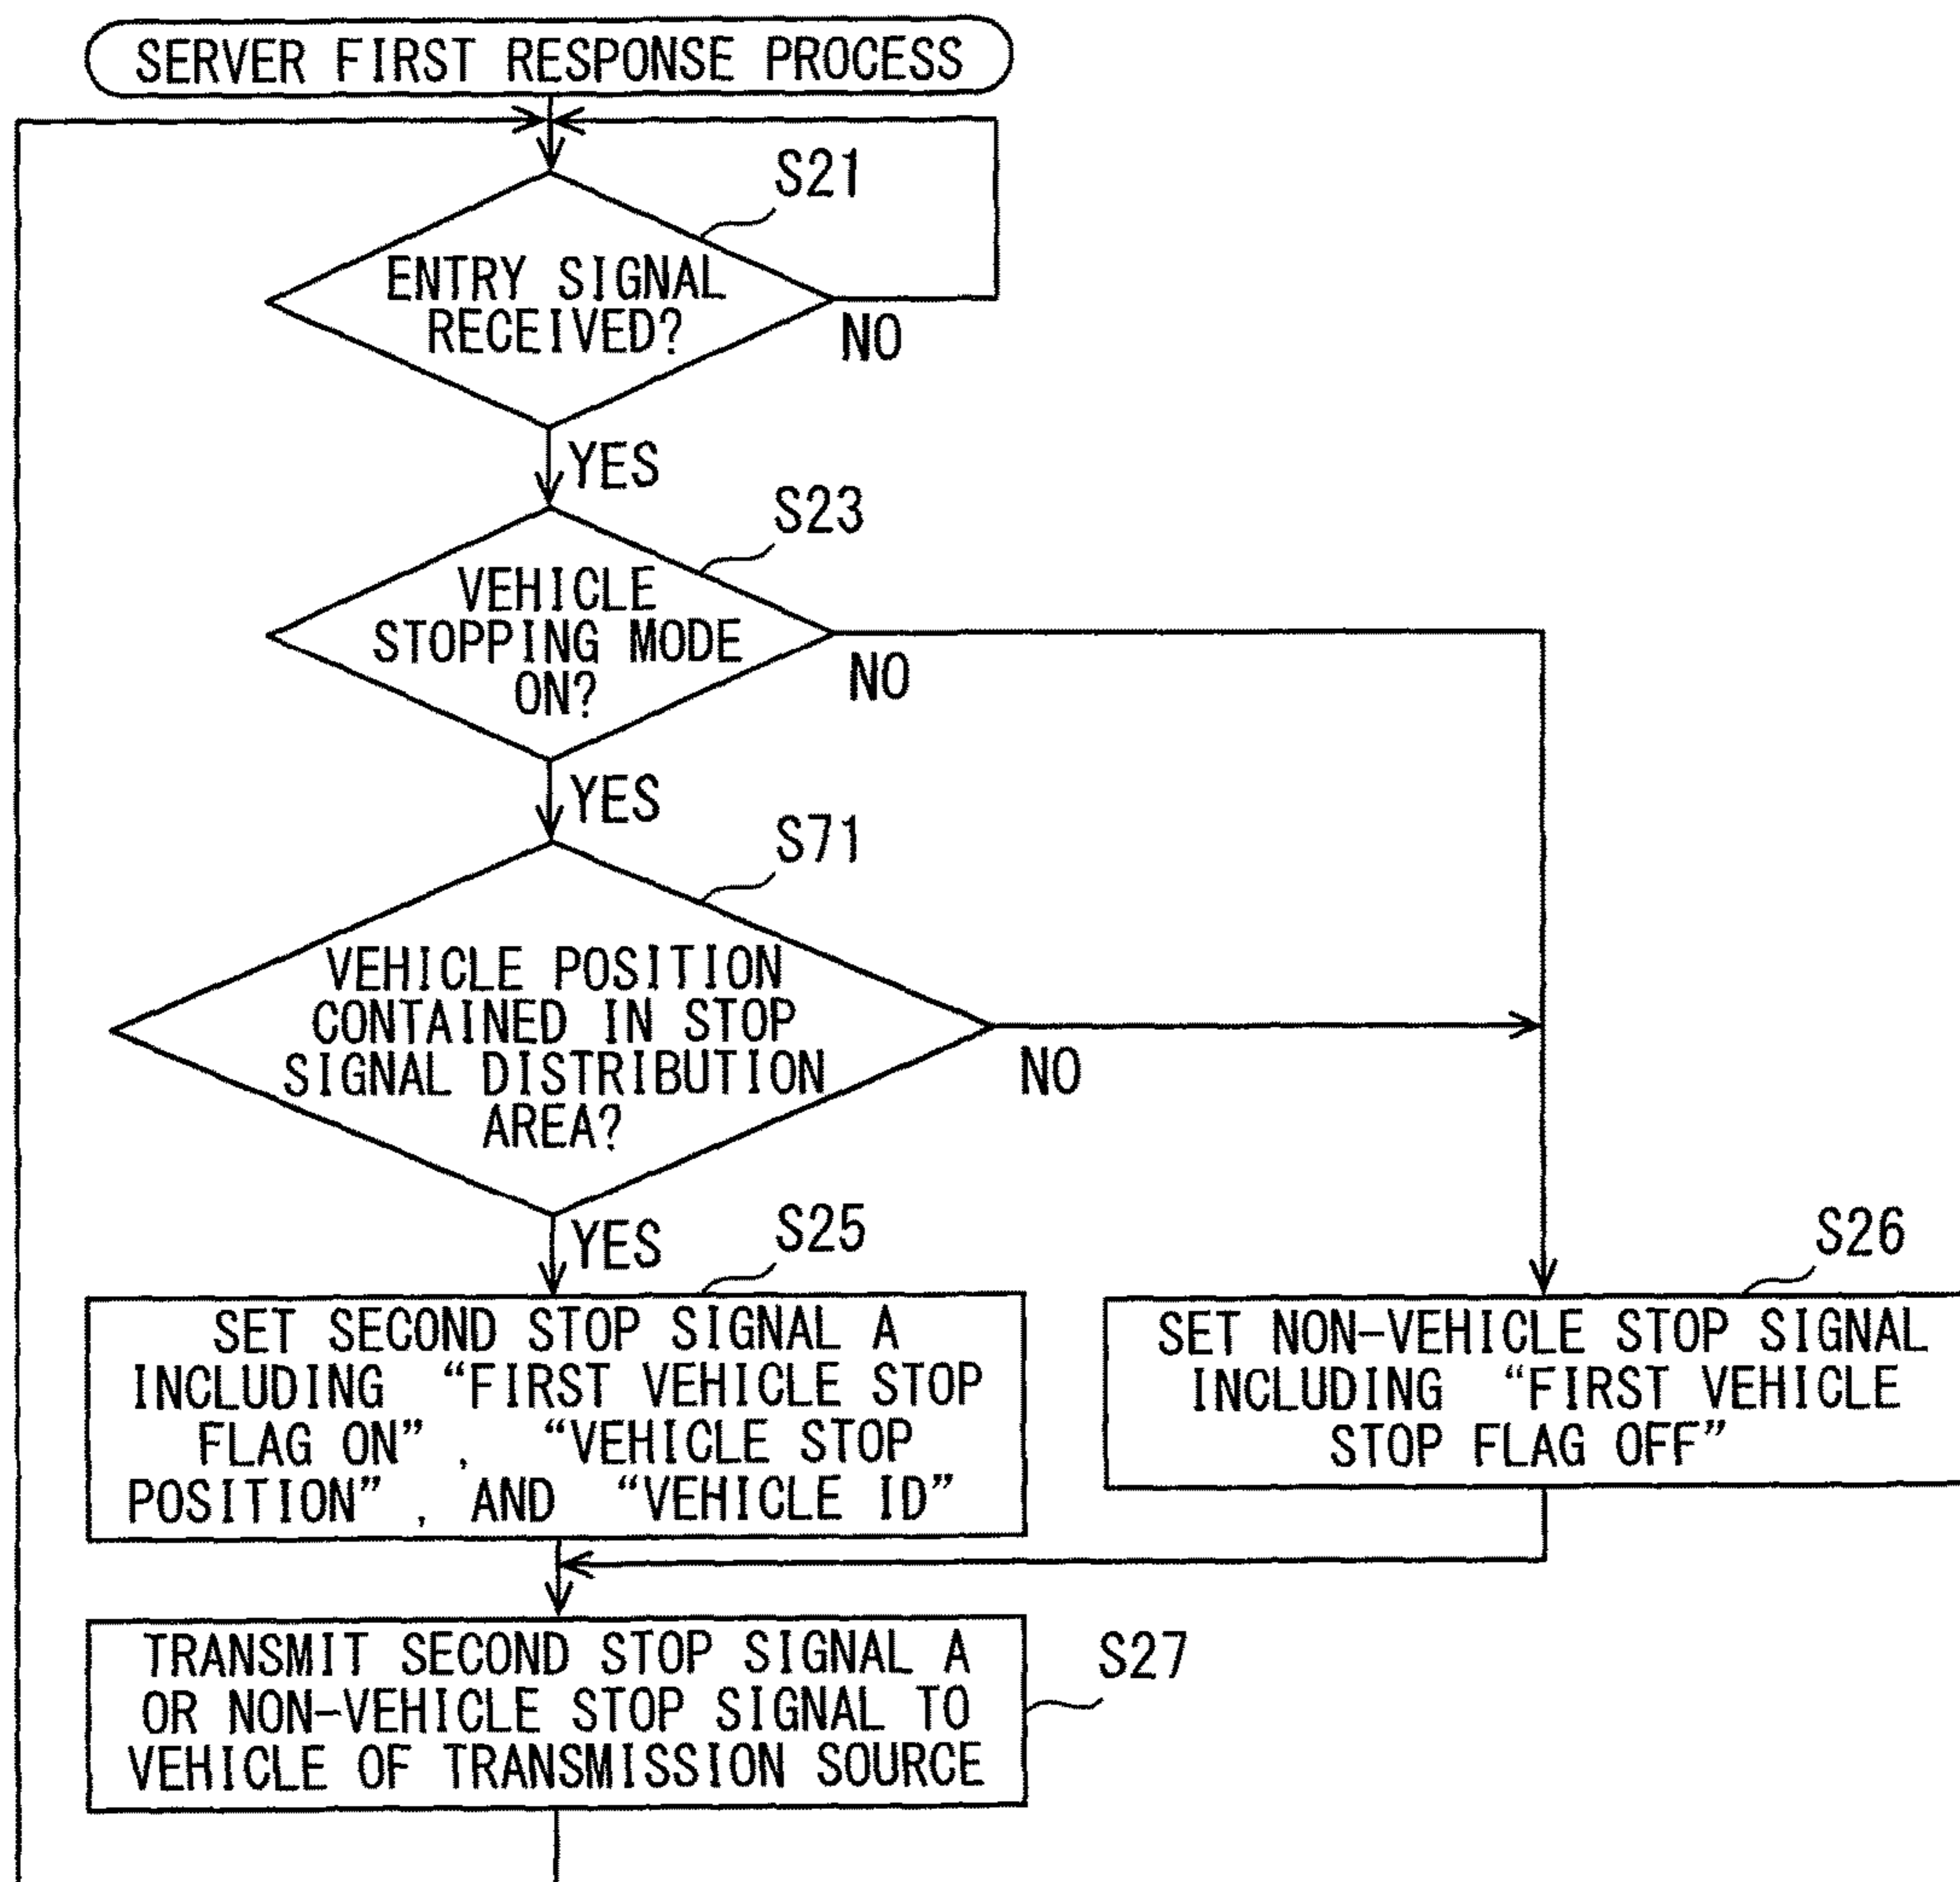 SERVER FIRST RESPONSE PROCESS
S21
ENTRY SIGNAL
RECEIVED?
NO
YES
S23
VEHICLE
STOPPING MODE
ON?
NO
YES
S71
VEHICLE POSITION
CONTAINED IN STOP
SIGNAL DISTRIBUTION
AREA?
NO
YES
S25
SET SECOND STOP SIGNAL A
INCLUDING “FIRST VEHICLE STOP
FLAG ON”, “VEHICLE STOP
POSITION”, AND “VEHICLE ID”
S26
SET NON-VEHICLE STOP SIGNAL
INCLUDING “FIRST VEHICLE
STOP FLAG OFF”
TRANSMIT SECOND STOP SIGNAL A
OR NON-VEHICLE STOP SIGNAL TO
VEHICLE OF TRANSMISSION SOURCE
S27